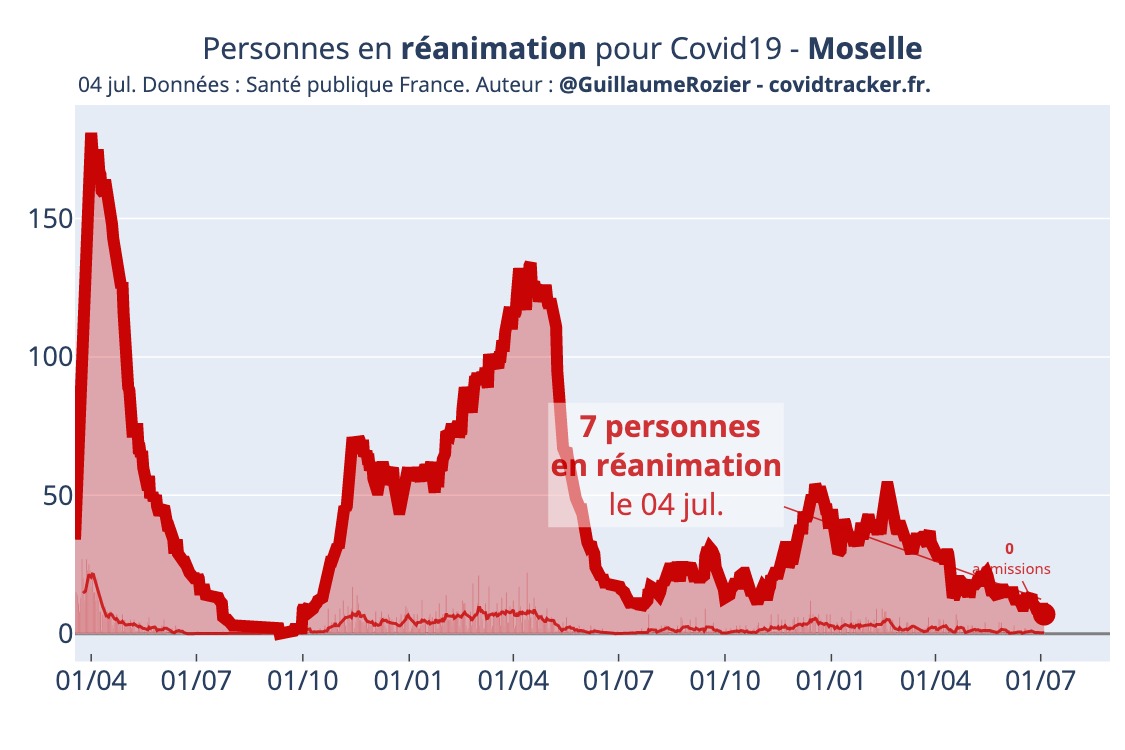 Personnes en réanimation pour Covid19 - Moselle
04 jul. Données : Santé publique France. Auteur : @GuillaumeRozier - covidtracker.fr.
150
100
50
0
7 personnes
en réanimation
le 04 jul.
0
admissions
01/04 01/07 01/10 01/01 01/04 01/07 01/10 01/01 01/04 01/07